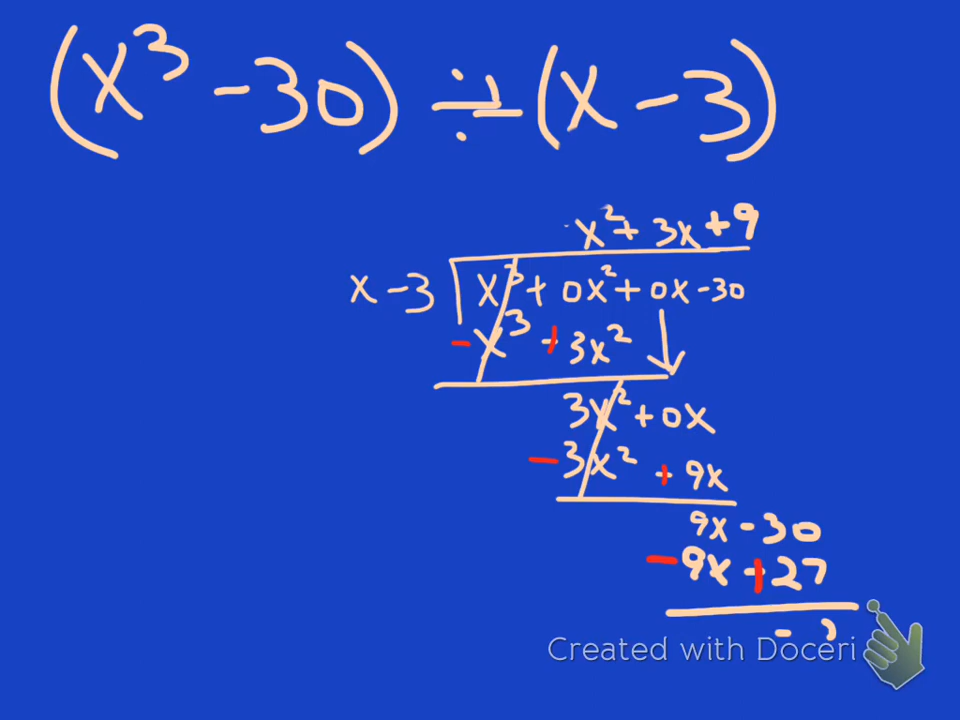 (x³ - 30) ÷ (x - 3)
x² + 3x + 9
x - 3 x³ + 0x² + 0x - 30
- x³ + 3x²
3x² + 0x
- 3x² + 9x
9x - 30
- 9x + 27
-
Created with Doceri